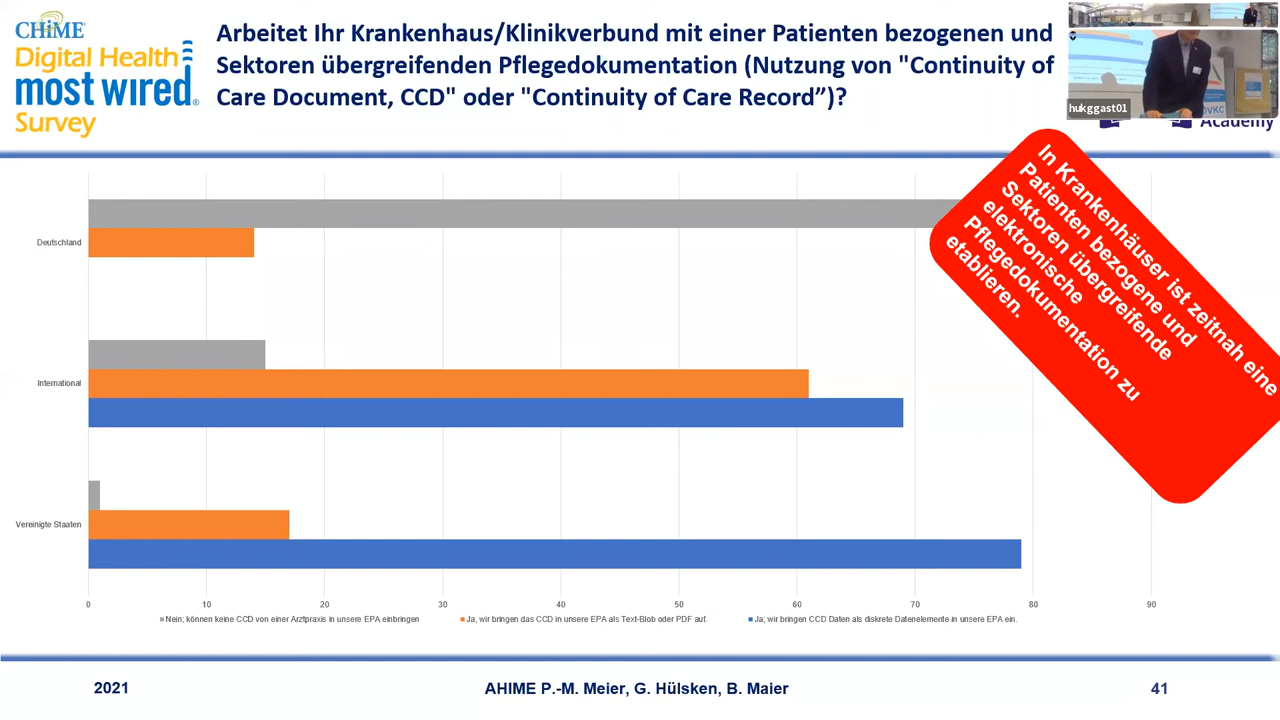 CHiME
Digital Health
most wired®
Survey
Arbeitet Ihr Krankenhaus/Klinikverbund mit einer Patienten bezogenen und
Sektoren übergreifenden Pflegedokumentation (Nutzung von "Continuity of
Care Document, CCD" oder "Continuity of Care Record”)?
hukggast01
OVKC
Academy
In Krankenhäuser ist zeitnah eine
Patienten bezogene und
Sektoren übergreifende
elektronische
Pflegedokumentation zu
etablieren.
Deutschland
International
Vereinigte Staaten
0 10 20 30 40 50 60 70 80 90
Nein; können keine CCD von einer Arztpraxis in unsere EPA einbringen
Ja, wir bringen das CCD in unsere EPA als Text-Blob oder PDF auf.
Ja; wir bringen CCD Daten als diskrete Datenelemente in unsere EPA ein.
2021
AHIME P.-M. Meier, G. Hülsken, B. Maier
41